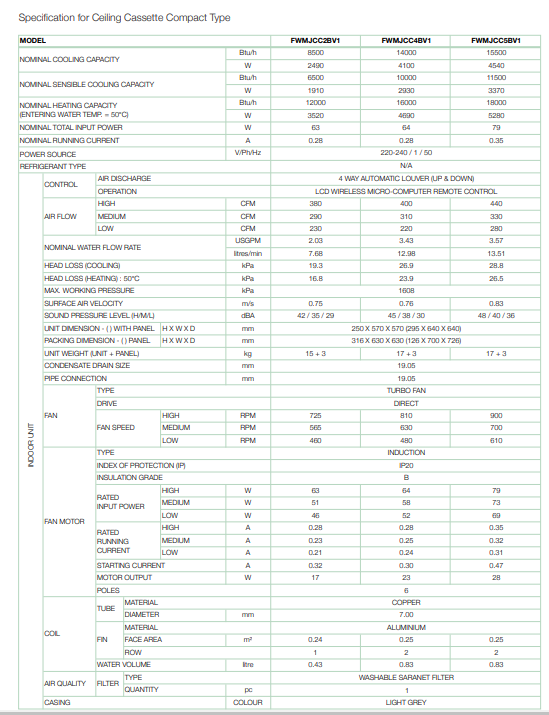 Specification for Ceiling Cassette Compact Type
MODEL FWMJCC2BV1 FWMJCC4BV1 FWMJCC5BV1
NOMINAL COOLING CAPACITY Btu/h 8500 14000 15500
W 2490 4100 4540
NOMINAL SENSIBLE COOLING CAPACITY Btu/h 6500 10000 11500
W 1910 2930 3370
NOMINAL HEATING CAPACITY Btu/h 12000 16000 18000
(ENTERING WATER TEMP. = 50°C) W 3520 4690 5280
NOMINAL TOTAL INPUT POWER W 63 64 79
NOMINAL RUNNING CURRENT A 0.28 0.28 0.35
POWER SOURCE V/Ph/Hz 220-240 / 1 / 50
REFRIGERANT TYPE N/A
INDOOR UNIT
CONTROL AIR DISCHARGE 4 WAY AUTOMATIC LOUVER (UP & DOWN)
OPERATION LCD WIRELESS MICRO-COMPUTER REMOTE CONTROL
AIR FLOW HIGH CFM 380 400 440
MEDIUM CFM 290 310 330
LOW CFM 230 220 280
NOMINAL WATER FLOW RATE USGPM 2.03 3.43 3.57
litres/min 7.68 12.98 13.51
HEAD LOSS (COOLING) kPa 19.3 26.9 28.8
HEAD LOSS (HEATING) : 50°C kPa 16.8 23.9 26.5
MAX. WORKING PRESSURE kPa 1608
SURFACE AIR VELOCITY m/s 0.75 0.76 0.83
SOUND PRESSURE LEVEL (H/M/L) dBA 42 / 35 / 29 45 / 38 / 30 48 / 40 / 36
UNIT DIMENSION - ( ) WITH PANEL H X W X D mm 250 X 570 X 570 (295 X 640 X 640)
PACKING DIMENSION - ( ) PANEL H X W X D mm 316 X 630 X 630 (126 X 700 X 726)
UNIT WEIGHT (UNIT + PANEL) kg 15 + 3 17 + 3 17 + 3
CONDENSATE DRAIN SIZE mm 19.05
PIPE CONNECTION mm 19.05
FAN TYPE TURBO FAN
DRIVE DIRECT
FAN SPEED HIGH RPM 725 810 900
MEDIUM RPM 565 630 700
LOW RPM 460 480 610
FAN MOTOR TYPE INDUCTION
INDEX OF PROTECTION (IP) IP20
INSULATION GRADE B
RATED INPUT POWER HIGH W 63 64 79
MEDIUM W 51 58 73
LOW W 46 52 69
RATED RUNNING CURRENT HIGH A 0.28 0.28 0.35
MEDIUM A 0.23 0.25 0.32
LOW A 0.21 0.24 0.31
STARTING CURRENT A 0.32 0.30 0.47
MOTOR OUTPUT W 17 23 28
POLES 6
COIL TUBE MATERIAL COPPER
DIAMETER mm 7.00
FIN MATERIAL ALUMINIUM
FACE AREA m² 0.24 0.25 0.25
ROW 1 2 2
WATER VOLUME litre 0.43 0.83 0.83
AIR QUALITY FILTER TYPE WASHABLE SARANET FILTER
QUANTITY pc 1
CASING COLOUR LIGHT GREY